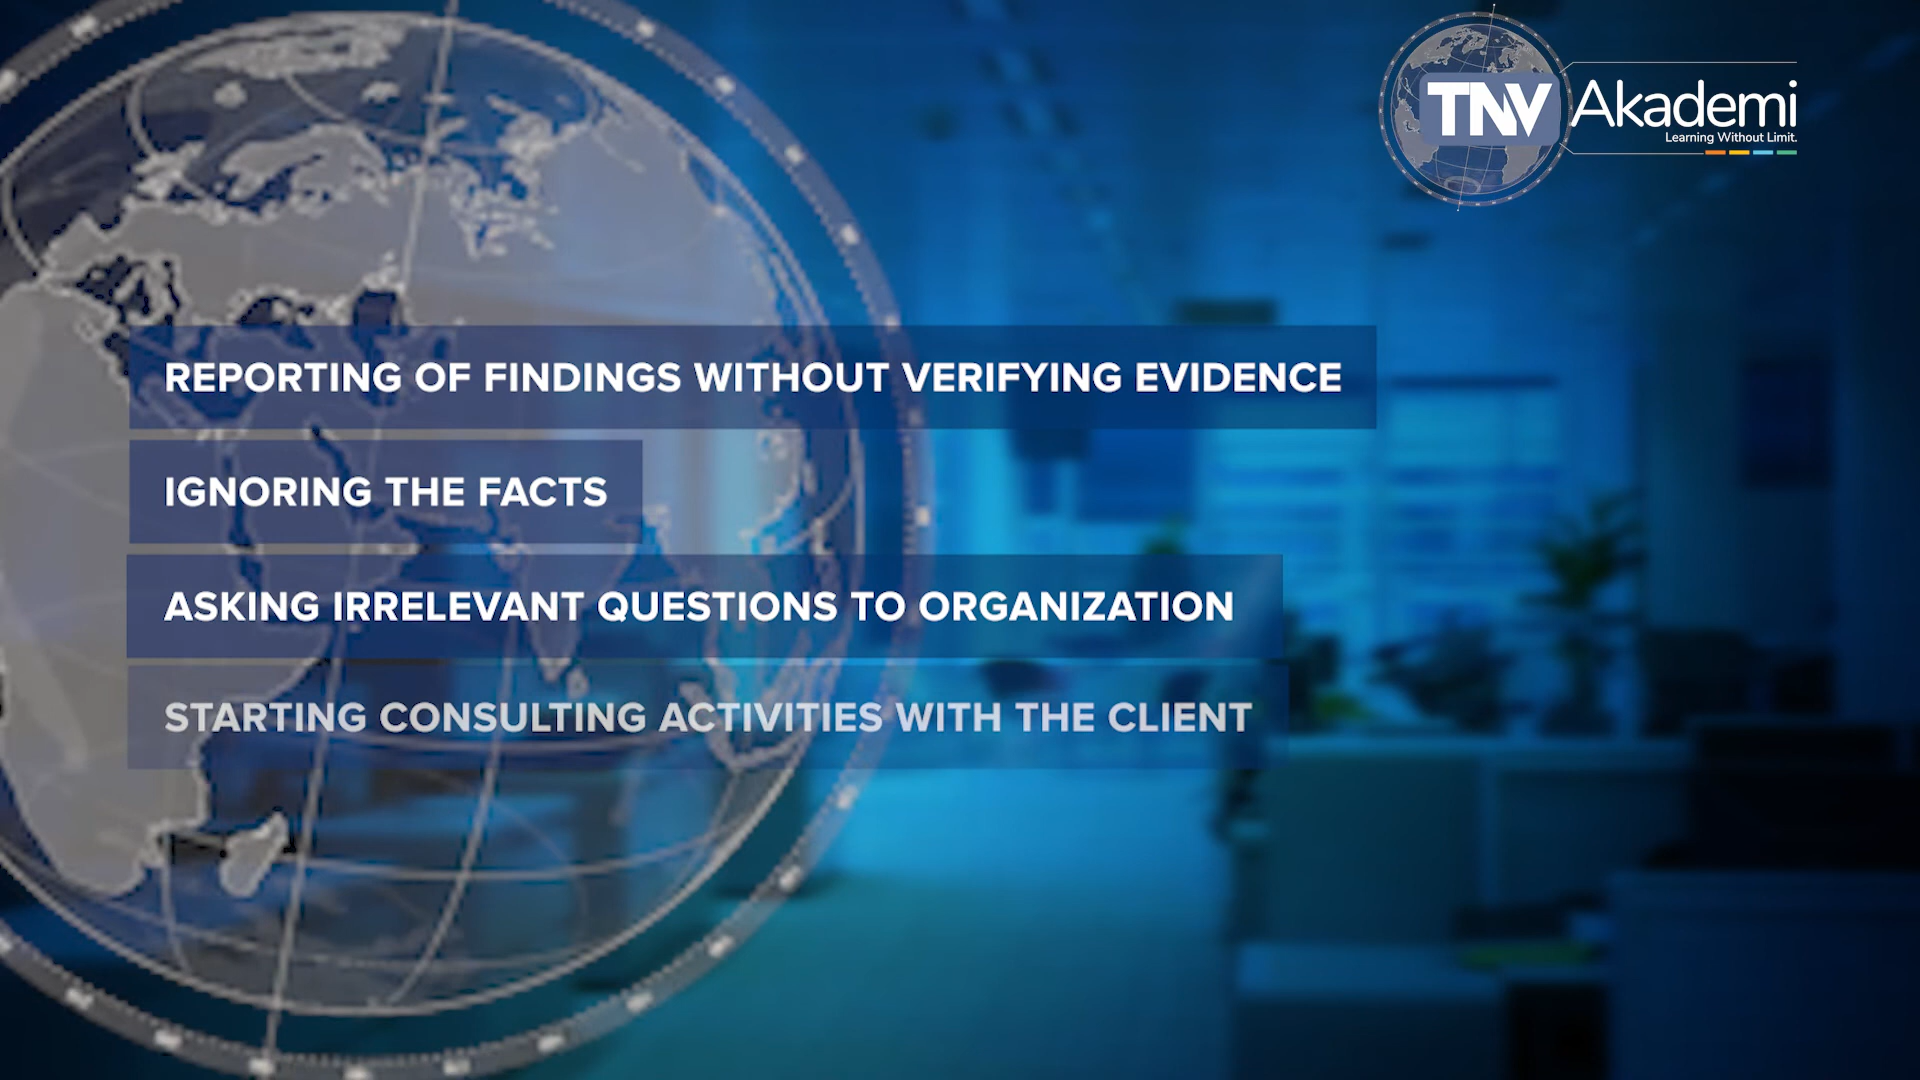 TNV Akademi
Learning Without Limit.
REPORTING OF FINDINGS WITHOUT VERIFYING EVIDENCE
IGNORING THE FACTS
ASKING IRRELEVANT QUESTIONS TO ORGANIZATION
STARTING CONSULTING ACTIVITIES WITH THE CLIENT